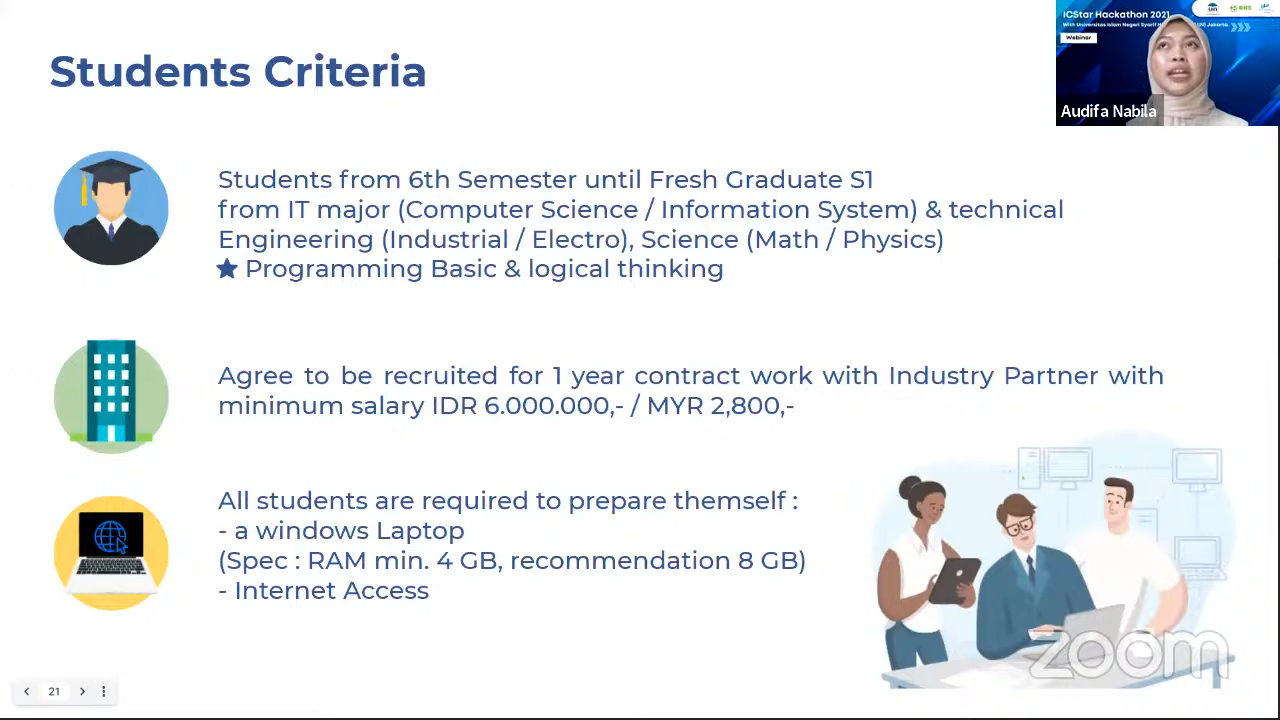 Students Criteria
ICStar Hackathon 2021
Webinar
Audifa Nabila
Students from 6th Semester until Fresh Graduate S1
from IT major (Computer Science / Information System) & technical
Engineering (Industrial / Electro), Science (Math / Physics)
Programming Basic & logical thinking
Agree to be recruited for 1 year contract work with Industry Partner with
minimum salary IDR 6.000.000,- / MYR 2,800,-
All students are required to prepare themself :
- a windows Laptop
(Spec : RAM min. 4 GB, recommendation 8 GB)
- Internet Access
zoom
21